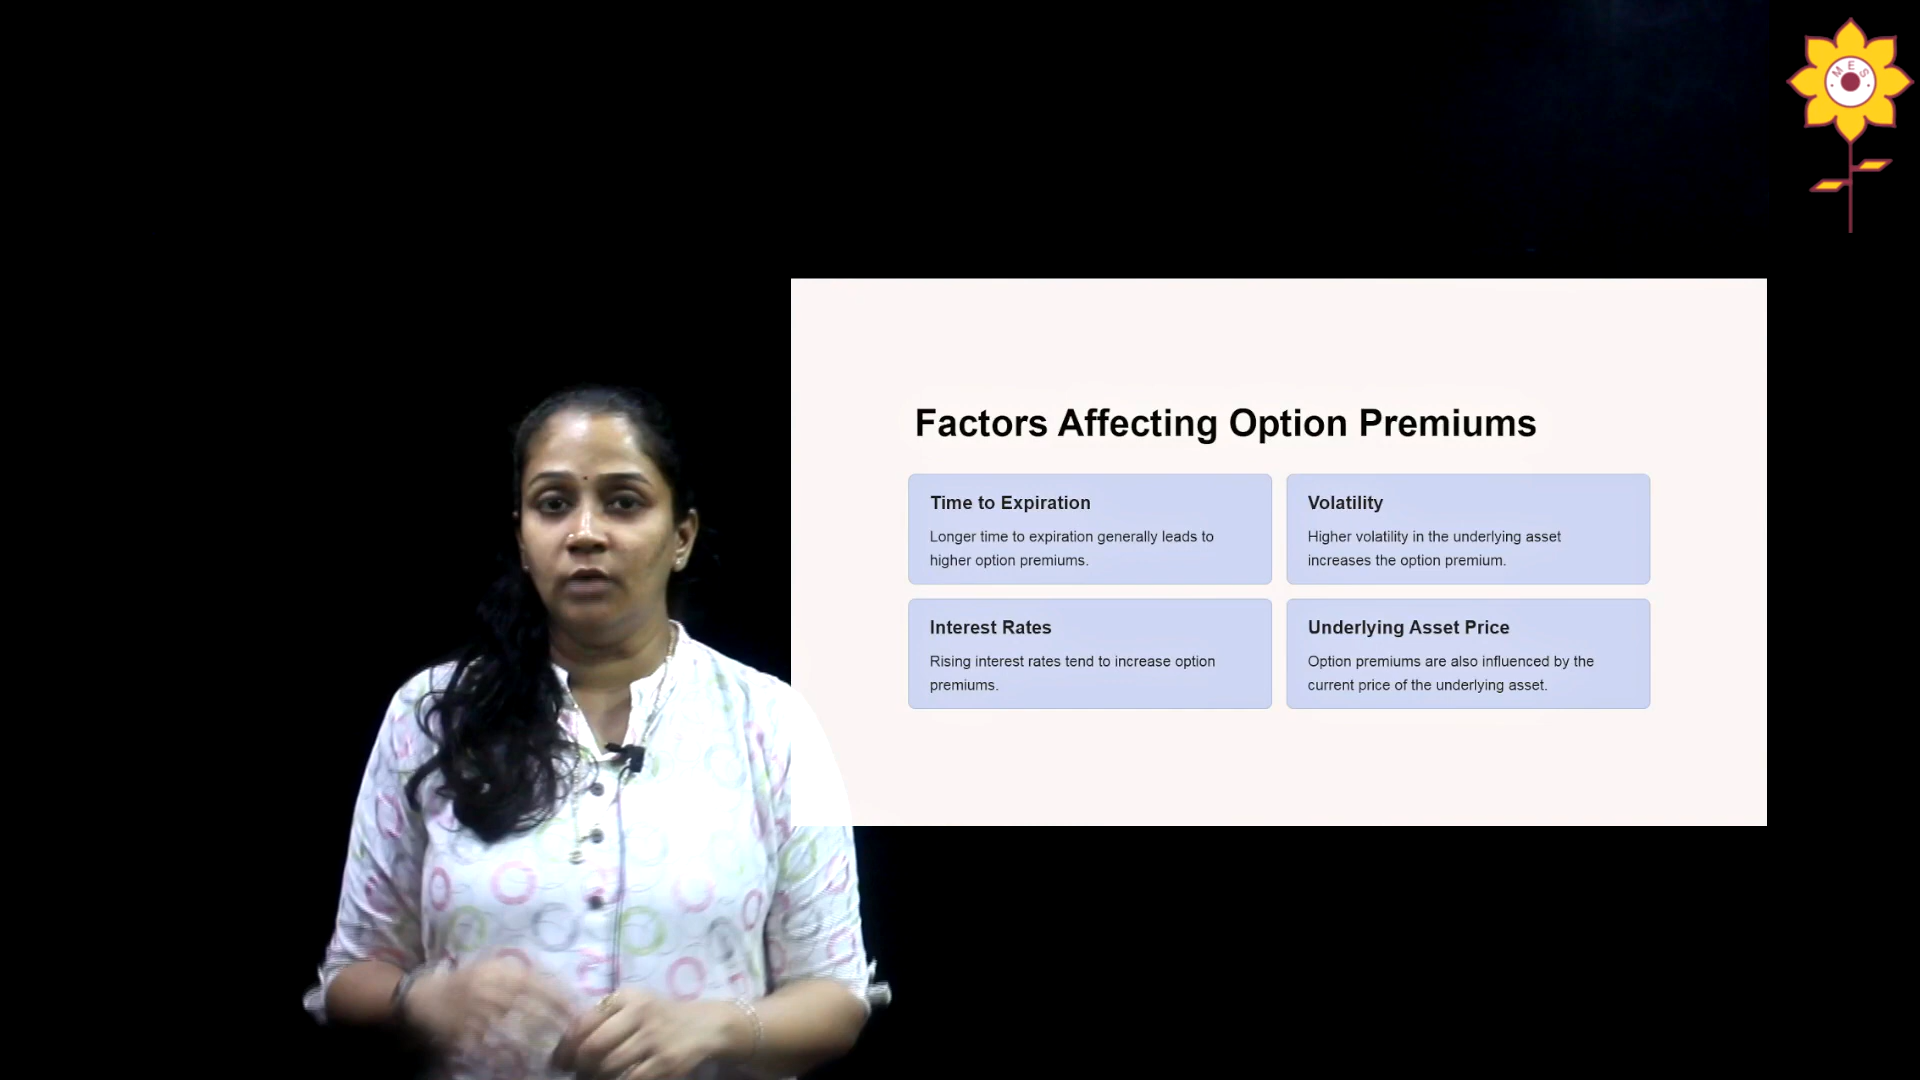 MES
Factors Affecting Option Premiums
Time to Expiration
Longer time to expiration generally leads to
higher option premiums.
Volatility
Higher volatility in the underlying asset
increases the option premium.
Interest Rates
Rising interest rates tend to increase option
premiums.
Underlying Asset Price
Option premiums are also influenced by the
current price of the underlying asset.